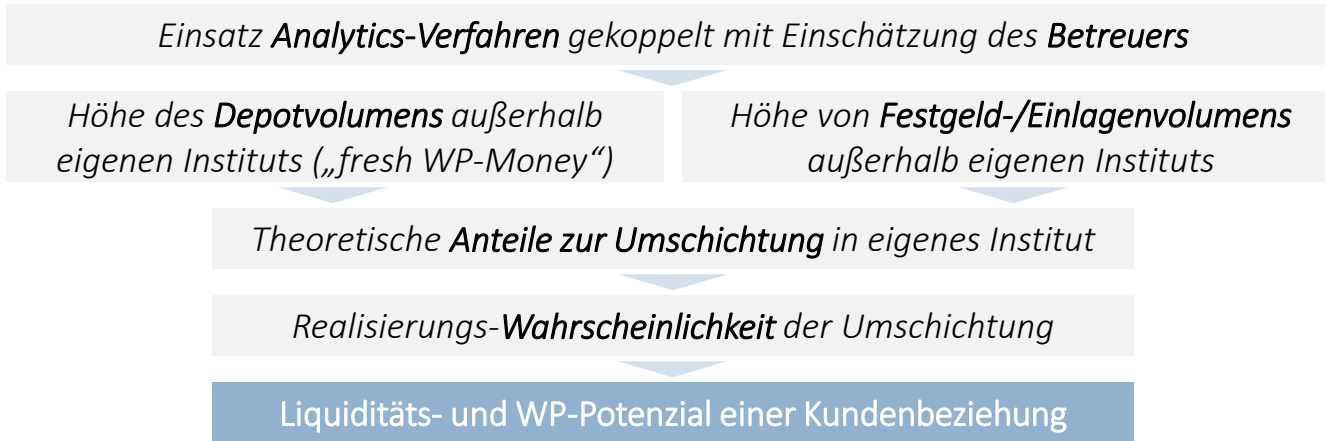 Einsatz Analytics-Verfahren gekoppelt mit Einschätzung des Betreuers
Höhe des Depotvolumens außerhalb
eigenen Instituts („fresh WP-Money“)
Höhe von Festgeld-/Einlagenvolumens
außerhalb eigenen Instituts
Theoretische Anteile zur Umschichtung in eigenes Institut
Realisierungs-Wahrscheinlichkeit der Umschichtung
Liquiditäts- und WP-Potenzial einer Kundenbeziehung